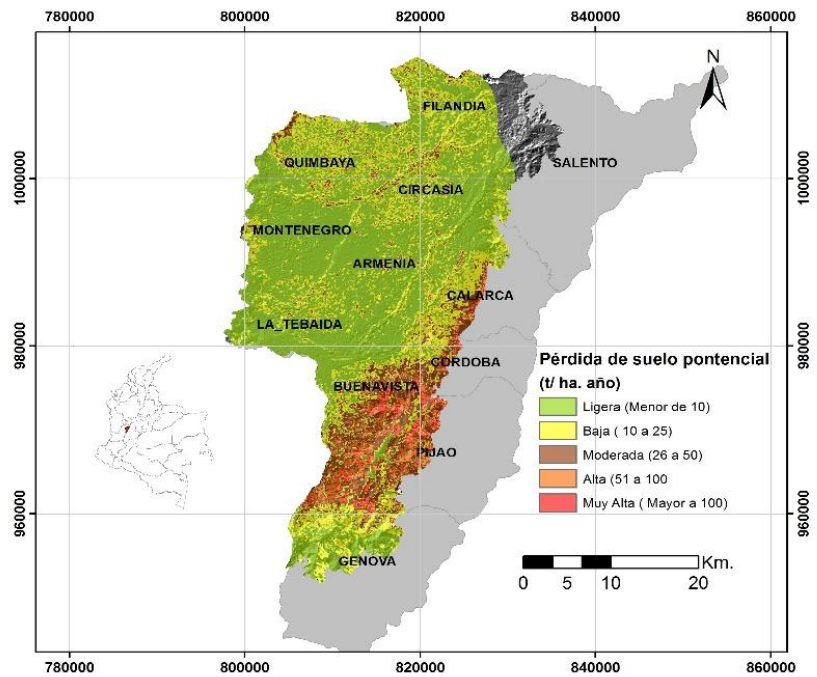 780000 800000 820000 840000 860000
N
FILANDIA
SALENTO
QUIMBAYA
CIRCASIA
1000000 1000000
MONTENEGRO
ARMENIA
CALARCA
LA_TEBAIDA
980000 980000
CORDOBA
BUENAVISTA
Pérdida de suelo pontencial
(t/ ha. año)
Ligera (Menor de 10)
Baja ( 10 a 25)
Moderada (26 a 50)
Alta (51 a 100
Muy Alta ( Mayor a 100)
PIJAO
960000 960000
GENOVA
Km.
0 5 10 20
780000 800000 820000 840000 860000